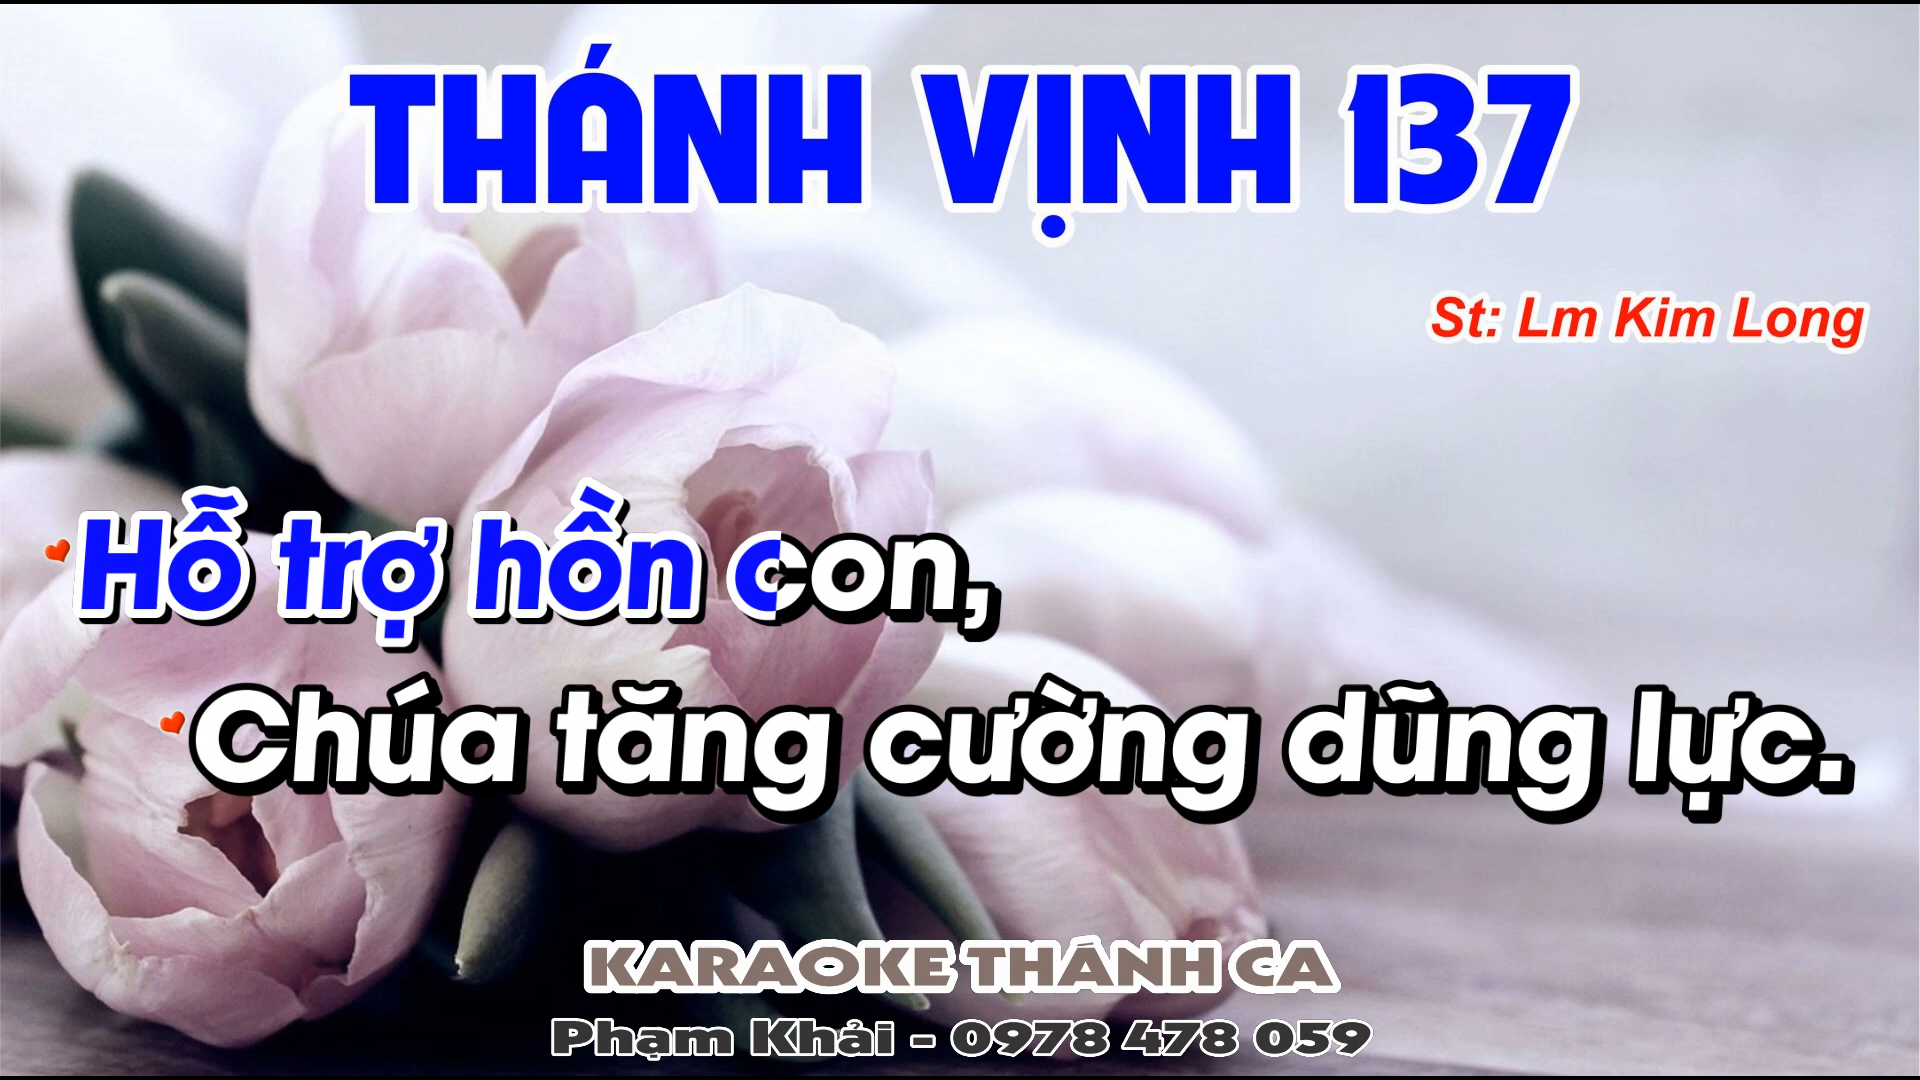 THÁNH VỊNH 137
St: Lm Kim Long
Hỗ trợ hồn con,
Chúa tăng cường dũng lực.
KARAOKE THÁNH CA
Phạm Khải - 0978 478 059